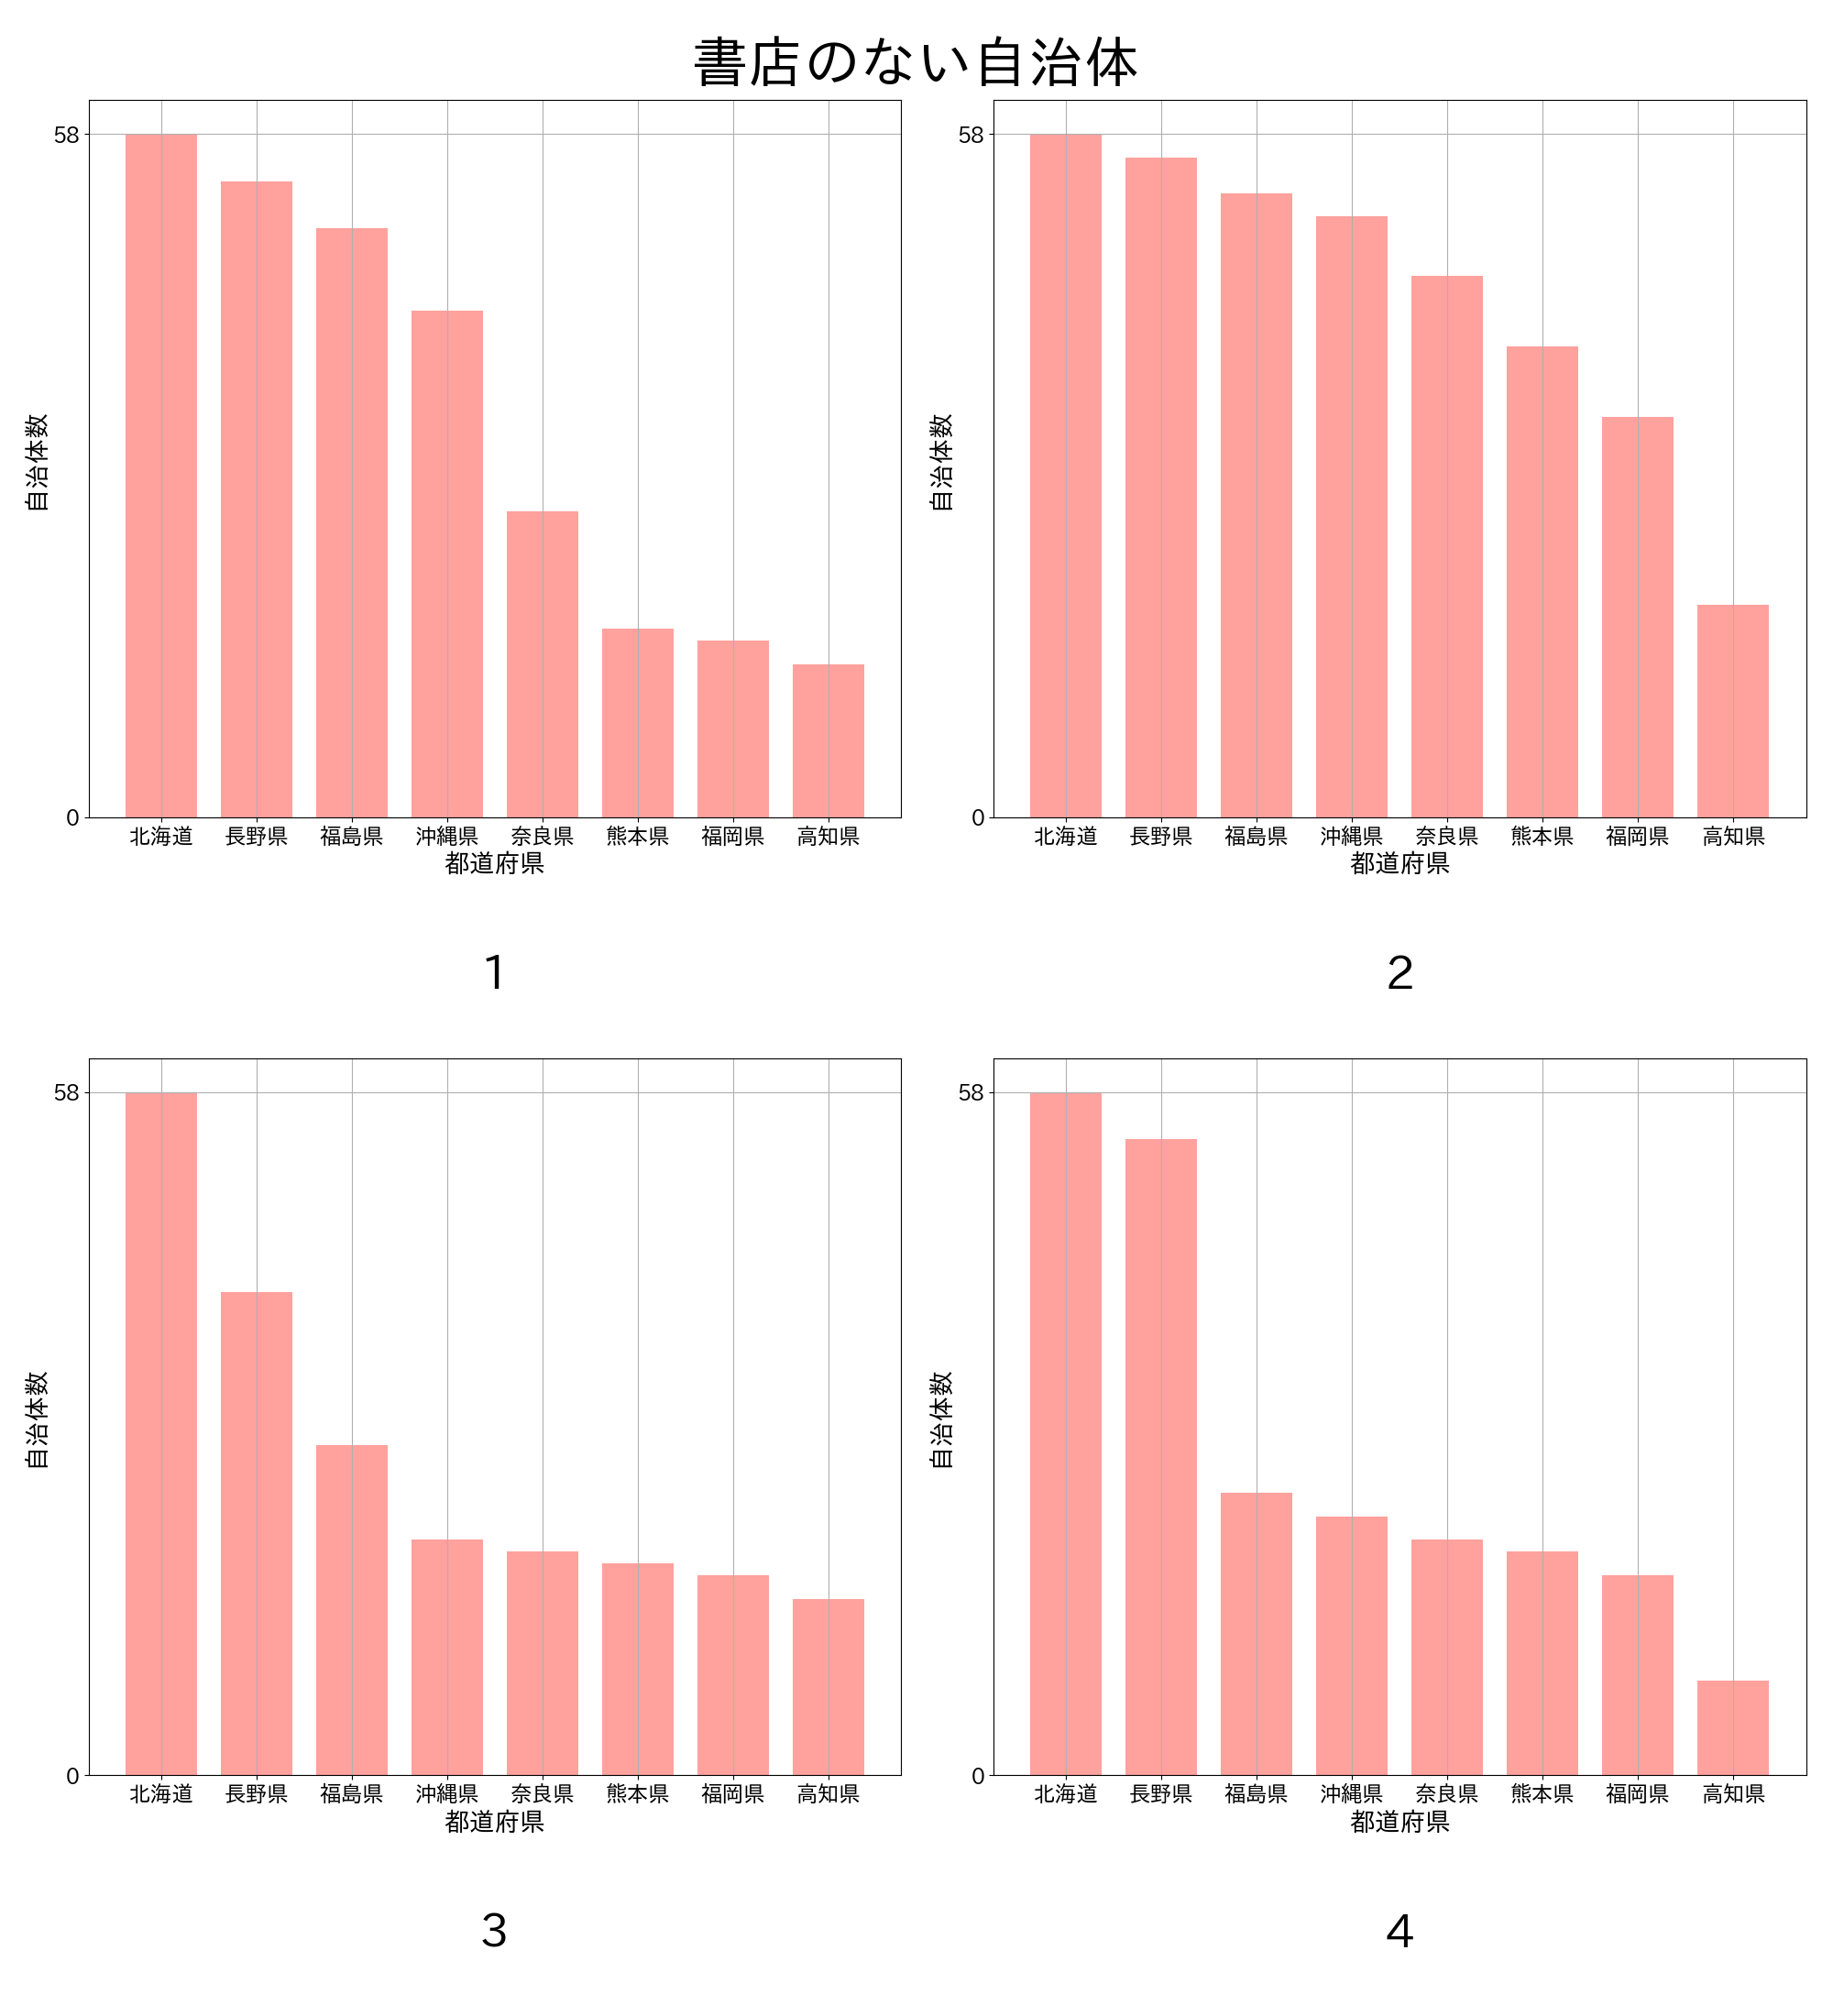 書店のない自治体
58
0
自治体数
北海道 長野県 福島県 沖縄県 奈良県 熊本県 福岡県 高知県
都道府県
1
58
0
自治体数
北海道 長野県 福島県 沖縄県 奈良県 熊本県 福岡県 高知県
都道府県
2
58
0
自治体数
北海道 長野県 福島県 沖縄県 奈良県 熊本県 福岡県 高知県
都道府県
3
58
0
自治体数
北海道 長野県 福島県 沖縄県 奈良県 熊本県 福岡県 高知県
都道府県
4